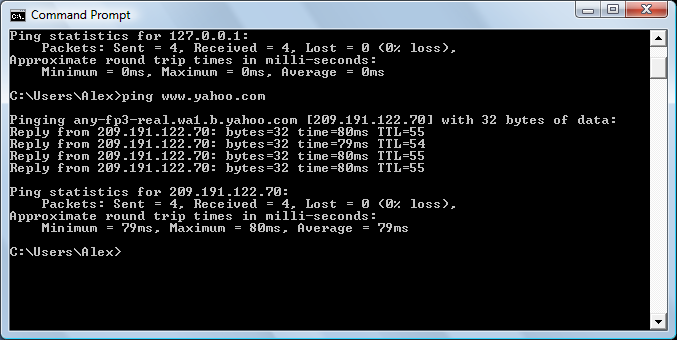 Command Prompt
Ping statistics for 127.0.0.1:
    Packets: Sent = 4, Received = 4, Lost = 0 (0% loss),
Approximate round trip times in milli-seconds:
    Minimum = 0ms, Maximum = 0ms, Average = 0ms
C:\Users\Alex>ping www.yahoo.com
Pinging any-fp3-real.wa1.b.yahoo.com [209.191.122.70] with 32 bytes of data:
Reply from 209.191.122.70: bytes=32 time=80ms TTL=55
Reply from 209.191.122.70: bytes=32 time=79ms TTL=54
Reply from 209.191.122.70: bytes=32 time=80ms TTL=55
Reply from 209.191.122.70: bytes=32 time=80ms TTL=55
Ping statistics for 209.191.122.70:
    Packets: Sent = 4, Received = 4, Lost = 0 (0% loss),
Approximate round trip times in milli-seconds:
    Minimum = 79ms, Maximum = 80ms, Average = 79ms
C:\Users\Alex>